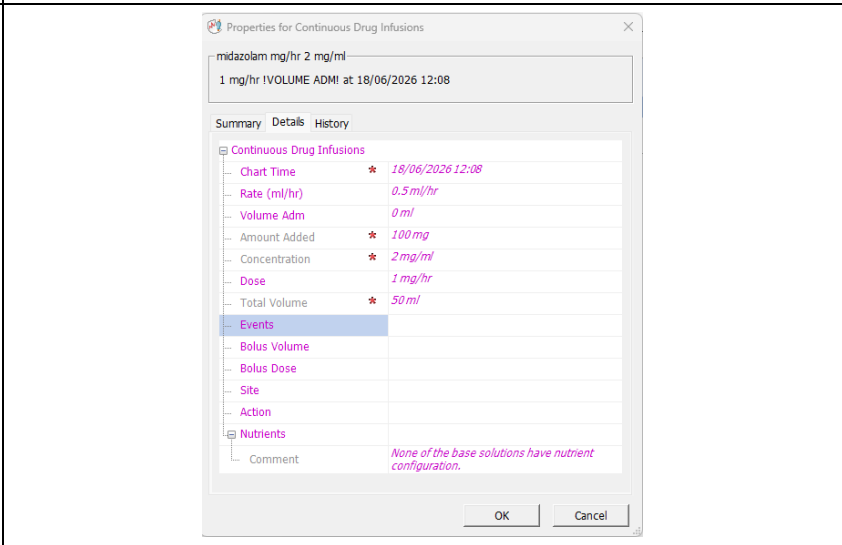 Properties for Continuous Drug Infusions
midazolam mg/hr 2 mg/ml
1 mg/hr !VOLUME ADM! at 18/06/2026 12:08
Summary Details History
Continuous Drug Infusions
Chart Time * 18/06/2026 12:08
Rate (ml/hr) 0.5 ml/hr
Volume Adm 0 ml
Amount Added * 100 mg
Concentration * 2 mg/ml
Dose 1 mg/hr
Total Volume * 50 ml
Events
Bolus Volume
Bolus Dose
Site
Action
Nutrients
Comment None of the base solutions have nutrient
configuration.
OK Cancel